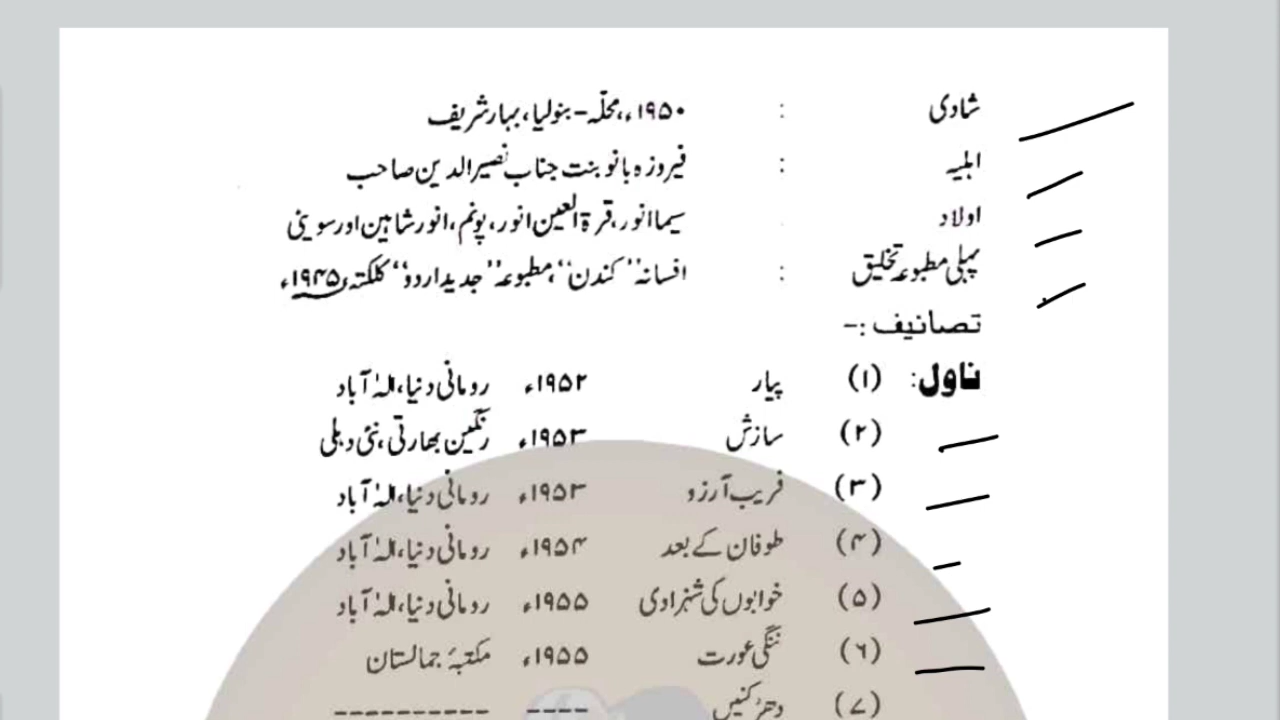 شادی : ۱۹۵۰ء، محلّہ - بنولیا، بہار شریف
اہلیہ : فیروزہ بانو بنت جناب نصیرالدین صاحب
اولاد سیما انور، قرۃ العین انور، پونم، انور شاہین اور سوینی
پہلی مطبوعہ تخلیق : افسانہ ”کندن“، مطبوعہ ”جدید اردو“ کلکتہ، ۱۹۴۵ء
تصانیف :-
ناول: (۱) پیار ۱۹۵۲ء رومانی دنیا، الہٰ آباد
(۲) سازش ۱۹۵۳ء رنگین بھارتی، نئی دہلی
(۳) فریب آرزو ۱۹۵۳ء رومانی دنیا، الہٰ آباد
(۴) طوفان کے بعد ۱۹۵۴ء رومانی دنیا، الہٰ آباد
(۵) خوابوں کی شہزادی ۱۹۵۵ء رومانی دنیا، الہٰ آباد
(۶) ننگی عورت ۱۹۵۵ء مکتبۂ جمالستان
(۷) دھڑکنیں ---- ----------